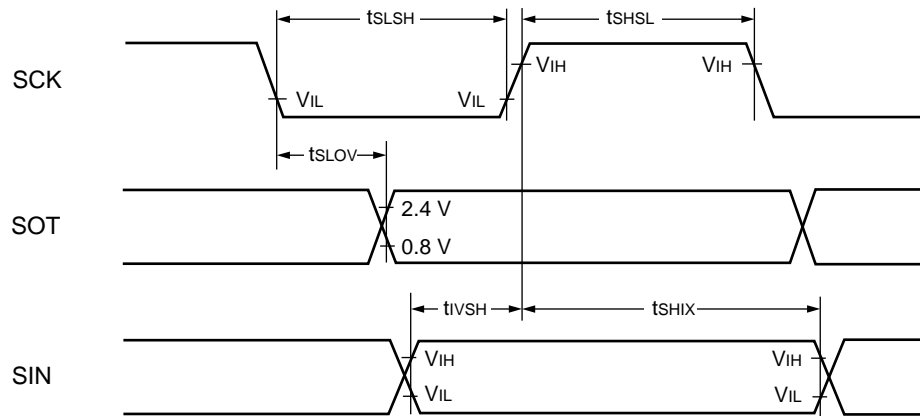 tSLSH tSHSL
SCK VIH VIH
VIL VIL
tSLOV
SOT 2.4 V
0.8 V
tIVSH tSHIX
SIN VIH VIH
VIL VIL